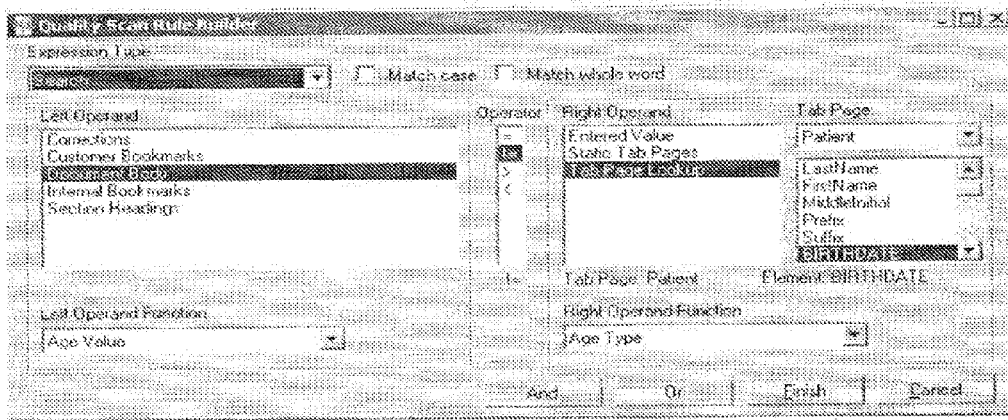 Quality Scan Rule Builder
Expression Type
Match case Match whole word
Left Operand Operator Right Operand Tab Page
Corrections
Customer Bookmarks
Document Body
Internal Bookmarks
Section Headings
=
!=
>
<
Entered Value
Static Tab Pages
Tab Page Lookup
Patient
LastName
FirstName
MiddleInitial
Prefix
Suffix
BIRTHDATE
!= Tab Page: Patient Element: BIRTHDATE
Left Operand Function Right Operand Function
Age Value Age Type
And Or Finish Cancel